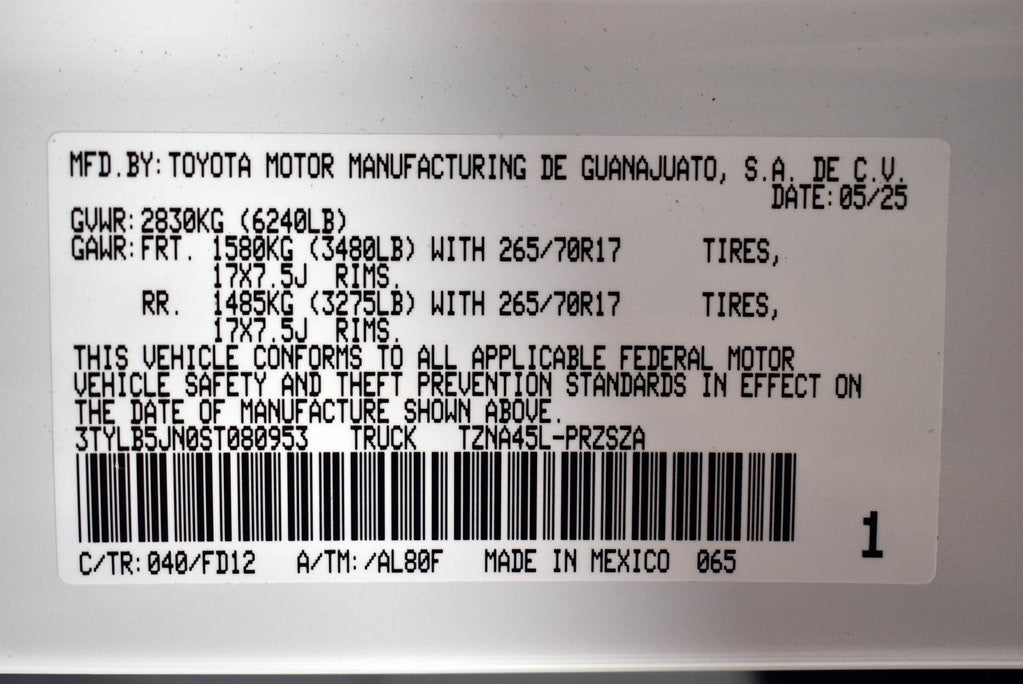 MFD.BY: TOYOTA MOTOR MANUFACTURING DE GUANAJUATO, S.A. DE C.V.
DATE: 05/25
GVWR: 2830KG (6240LB)
GAWR: FRT. 1580KG (3480LB) WITH 265/70R17 TIRES,
17X7.5J RIMS.
RR. 1485KG (3275LB) WITH 265/70R17 TIRES,
17X7.5J RIMS.
THIS VEHICLE CONFORMS TO ALL APPLICABLE FEDERAL MOTOR
VEHICLE SAFETY AND THEFT PREVENTION STANDARDS IN EFFECT ON
THE DATE OF MANUFACTURE SHOWN ABOVE.
3TYLB5JN0ST080953 TRUCK TZNA45L-PRZSZA
1
C/TR: 040/FD12 A/TM: /AL80F MADE IN MEXICO 065